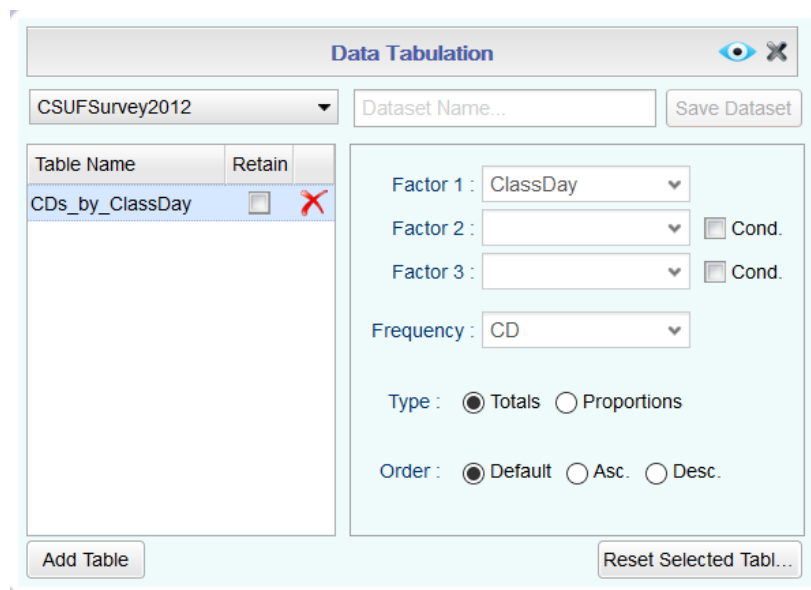 Data Tabulation
CSUFSurvey2012
Dataset Name...
Save Dataset
Table Name Retain
CDs_by_ClassDay
Factor 1 : ClassDay
Factor 2 : Cond.
Factor 3 : Cond.
Frequency : CD
Type : Totals Proportions
Order : Default Asc. Desc.
Add Table
Reset Selected Tabl...